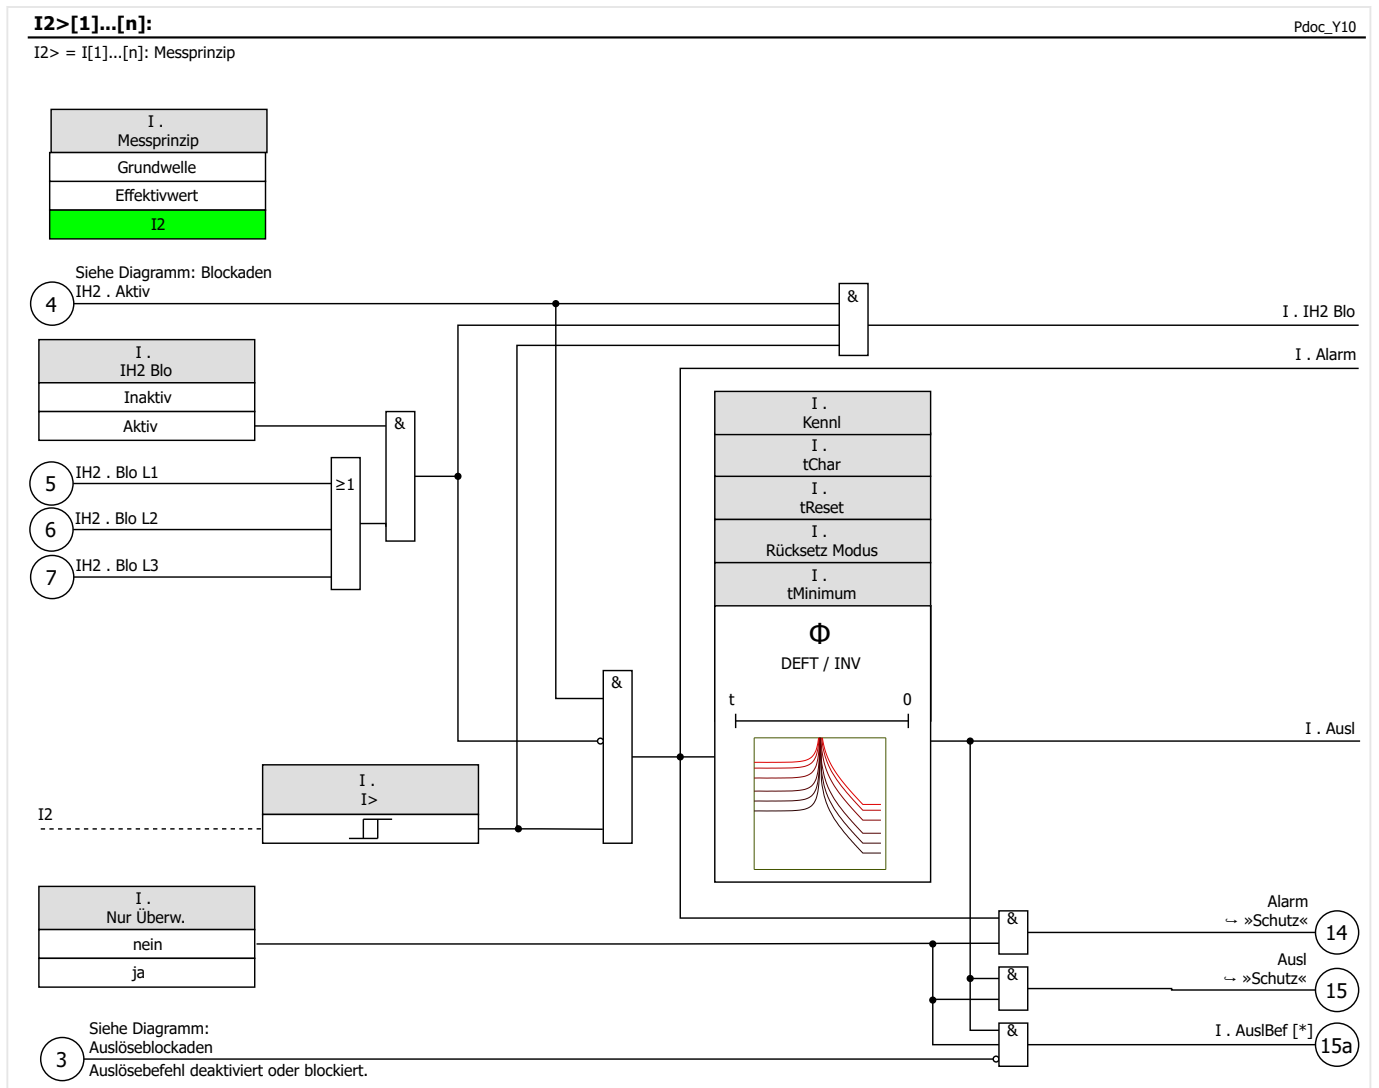 I2>[1]...[n]:
Pdoc_Y10
I2> = I[1]...[n]: Messprinzip
I .
Messprinzip
Grundwelle
Effektivwert
I2
Siehe Diagramm: Blockaden
4
IH2 . Aktiv
&
I . IH2 Blo
I . Alarm
I .
IH2 Blo
Inaktiv
Aktiv
&
5
IH2 . Blo L1
6
IH2 . Blo L2
7
IH2 . Blo L3
≥1
I .
Kennl
I .
tChar
I .
tReset
I .
Rücksetz Modus
I .
tMinimum
Φ
DEFT / INV
t 0
&
I . Ausl
I .
I>
I2
I .
Nur Überw.
nein
ja
&
Alarm
↪ »Schutz«
14
&
Ausl
↪ »Schutz«
15
&
I . AuslBef [*]
15a
Siehe Diagramm:
Auslöseblockaden
3
Auslösebefehl deaktiviert oder blockiert.